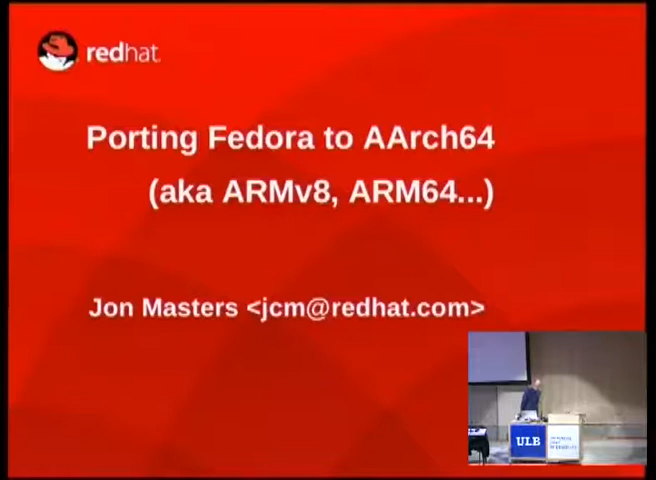 redhat.
Porting Fedora to AArch64
(aka ARMv8, ARM64...)
Jon Masters <jcm@redhat.com>
ULB